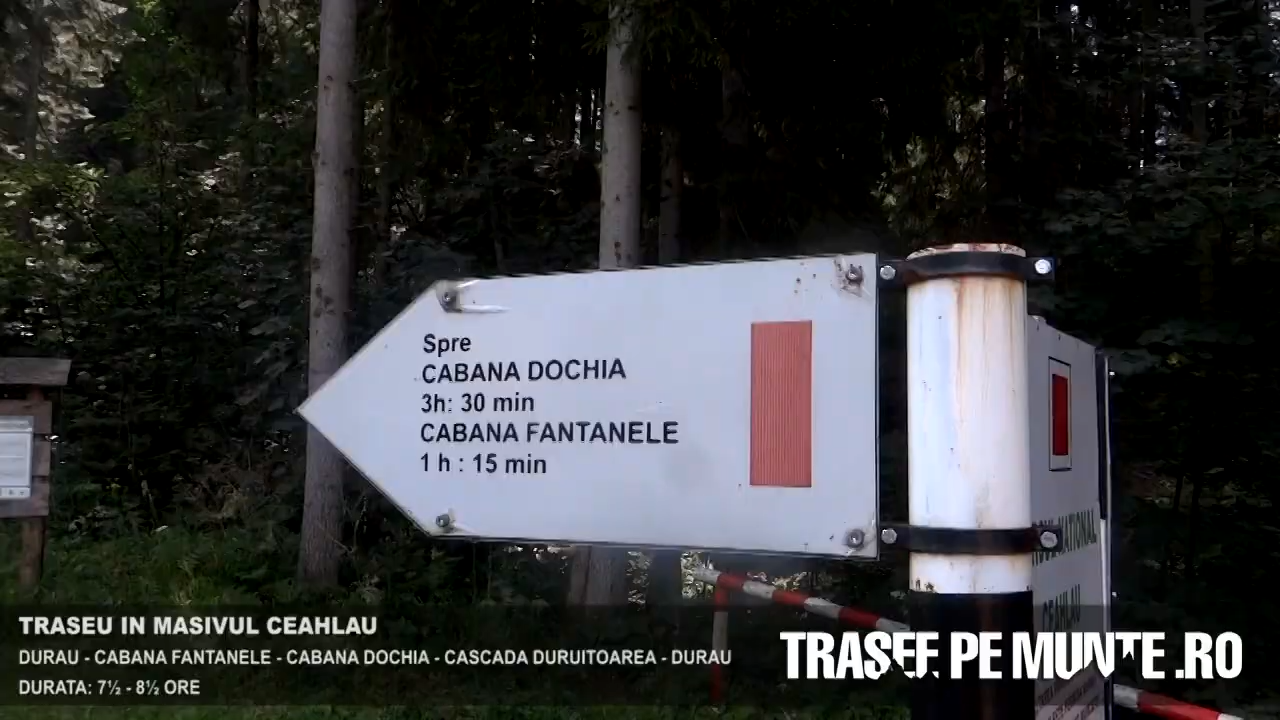 Spre
CABANA DOCHIA
3h: 30 min
CABANA FANTANELE
1 h : 15 min
NATIONAL
CEAHLAU
TRASEU IN MASIVUL CEAHLAU
DURAU - CABANA FANTANELE - CABANA DOCHIA - CASCADA DURUITOAREA - DURAU
DURATA: 7½ - 8½ ORE
TRASEE PE MUNTE .RO